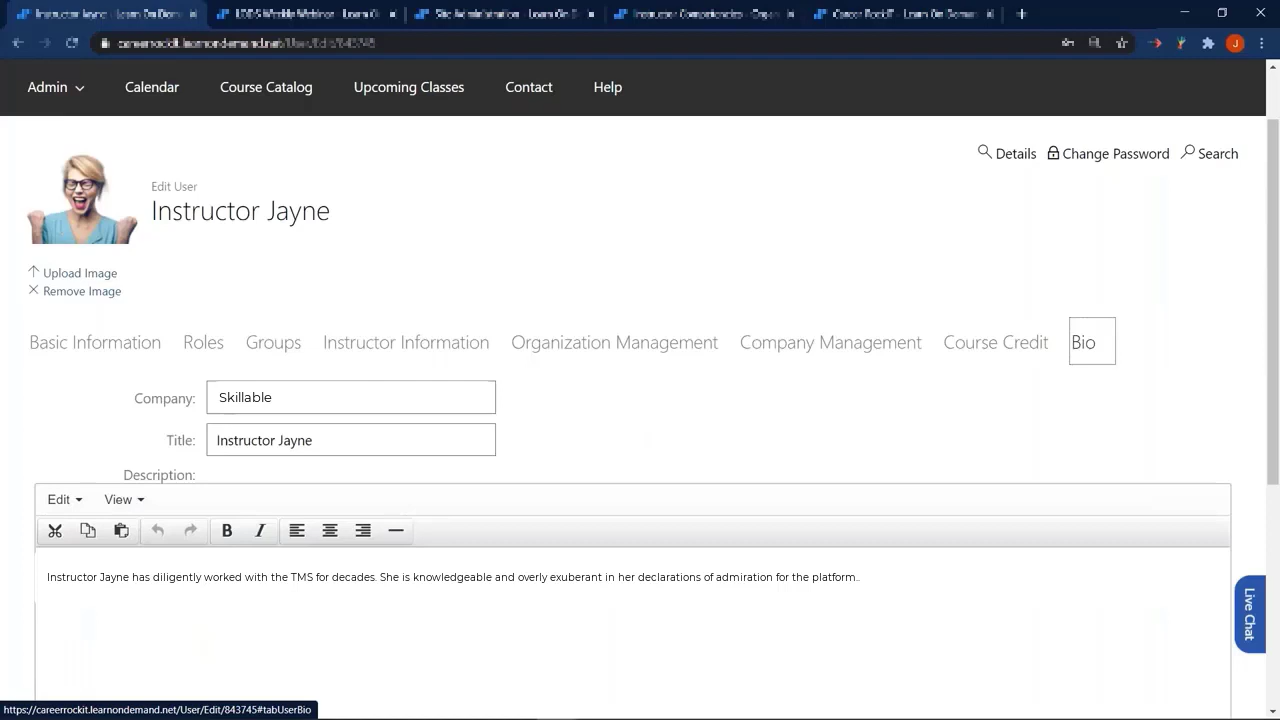 J
Admin
Calendar
Course Catalog
Upcoming Classes
Contact
Help
Details
Change Password
Search
Edit User
Instructor Jayne
Upload Image
Remove Image
Basic Information
Roles
Groups
Instructor Information
Organization Management
Company Management
Course Credit
Bio
Company:
Skillable
Title:
Instructor Jayne
Description:
Edit
View
B
I
Instructor Jayne has diligently worked with the TMS for decades. She is knowledgeable and overly exuberant in her declarations of admiration for the platform..
Live Chat
https://careerrockit.learnondemand.net/User/Edit/843745#tabUserBio